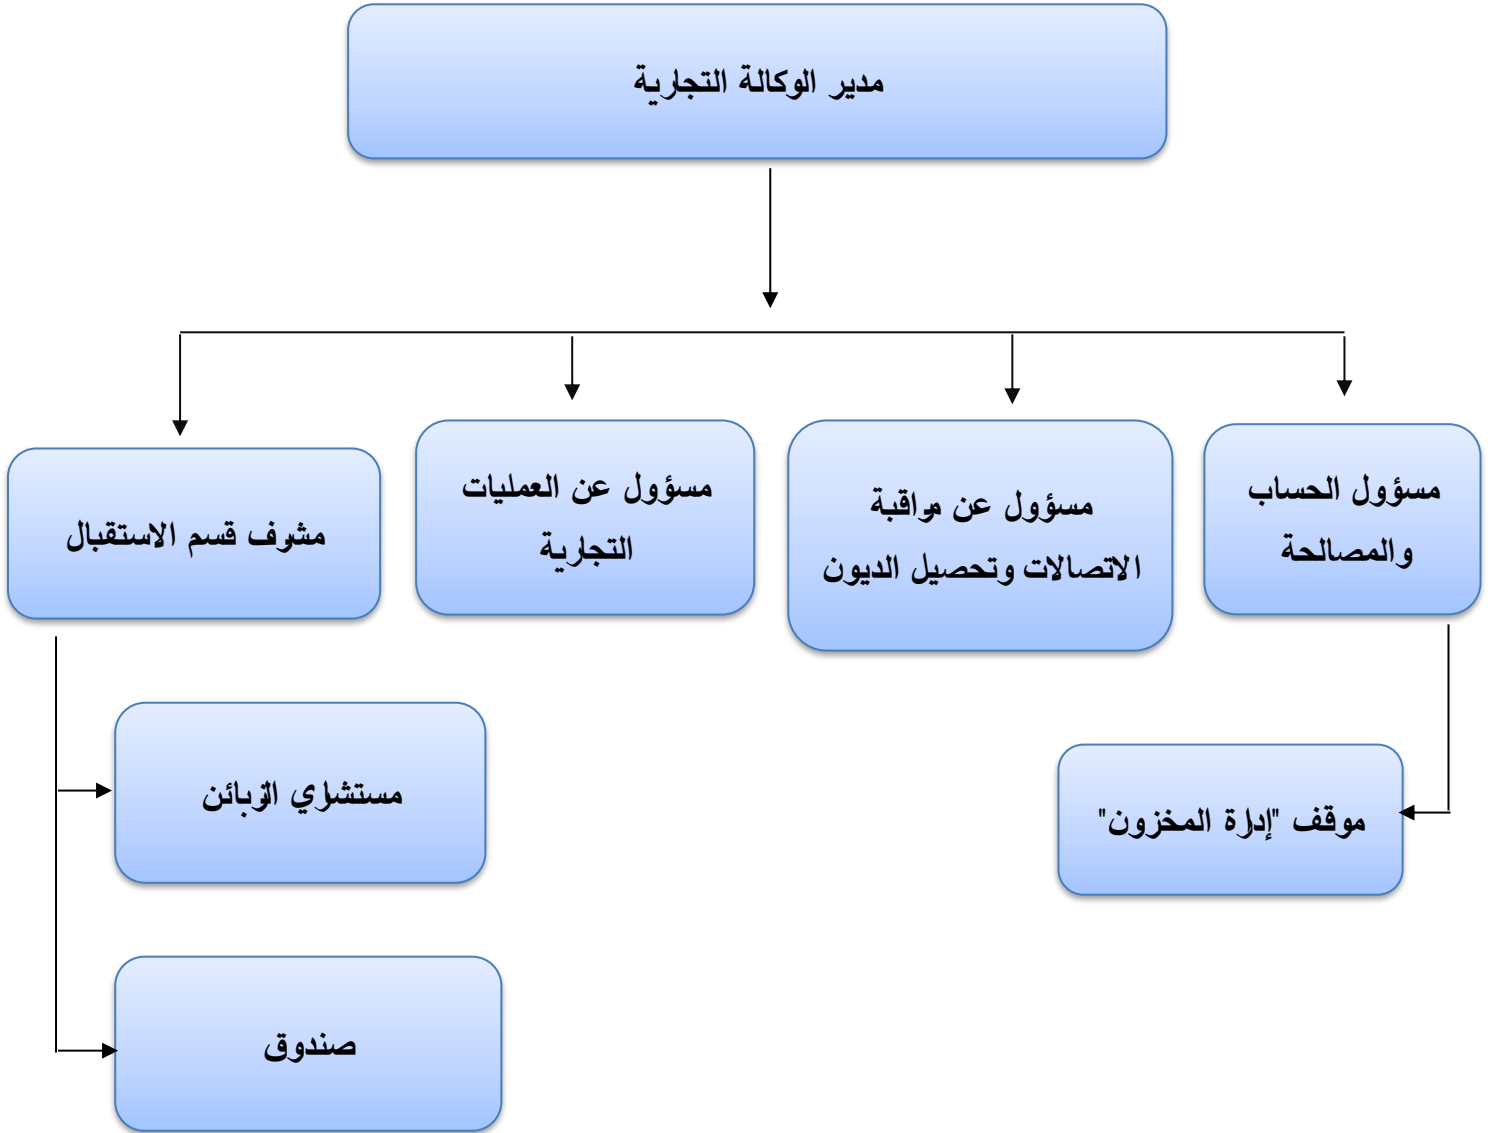 مدير الوكالة التجارية
مسؤول الحساب
والمصالحة
مسؤول عن مراقبة
الاتصالات وتحصيل الديون
مسؤول عن العمليات
التجارية
مشرف قسم الاستقبال
موقف "إدارة المخزون"
مستشاري الزبائن
صندوق